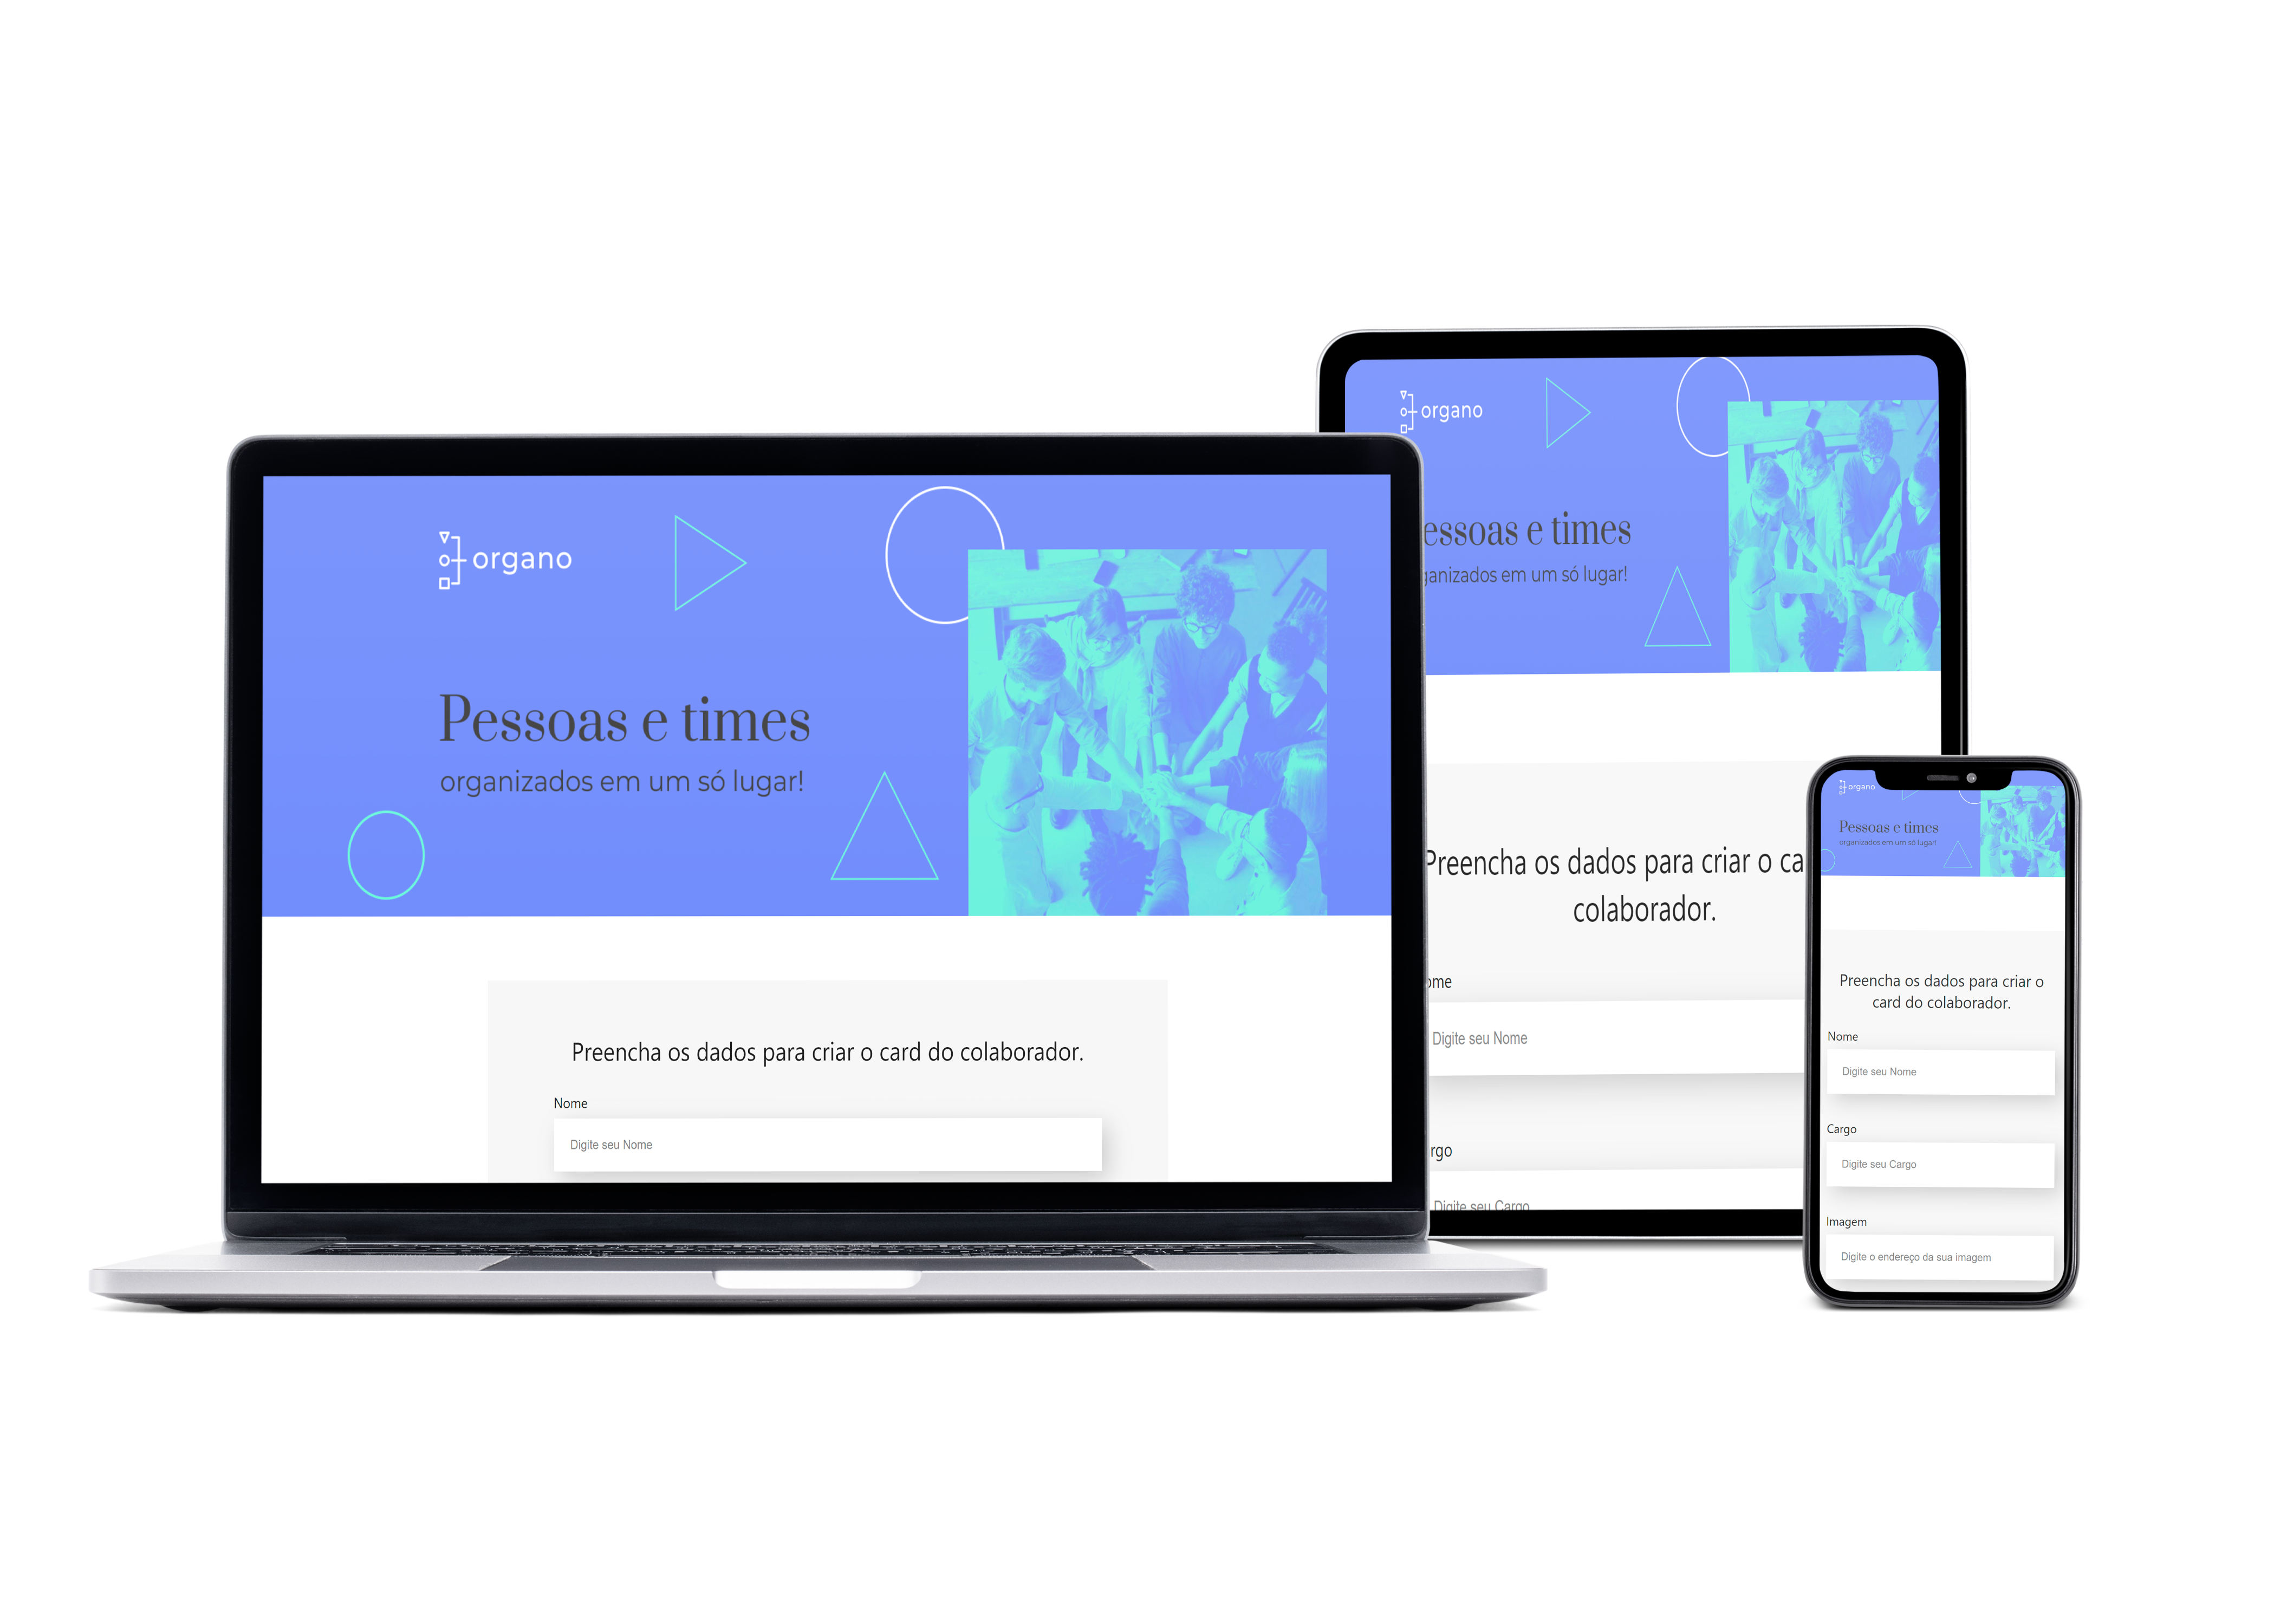 organo
Pessoas e times
organizados em um só lugar!
Preencha os dados para criar o card do colaborador.
Nome
Digite seu Nome
organo
essoas e times
ganizados em um só lugar!
Preencha os dados para criar o ca
colaborador.
ome
Digite seu Nome
rgo
Digite seu Cargo
organo
Pessoas e times
organizados em um só lugar!
Preencha os dados para criar o
card do colaborador.
Nome
Digite seu Nome
Cargo
Digite seu Cargo
Imagem
Digite o endereço da sua imagem